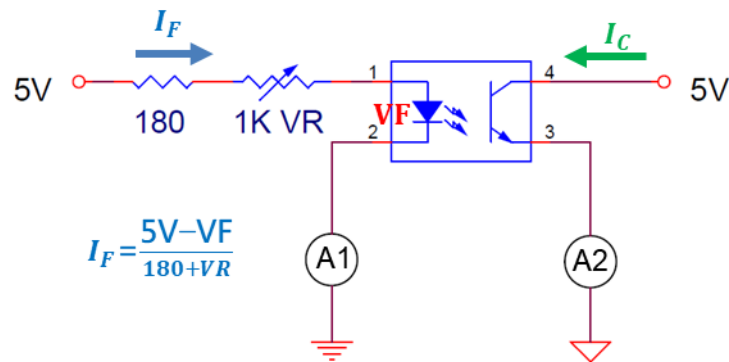 I_F
I_C
5V
180
1K VR
1
2
VF
4
3
5V
I_F = 5V−VF / 180+VR
A1
A2